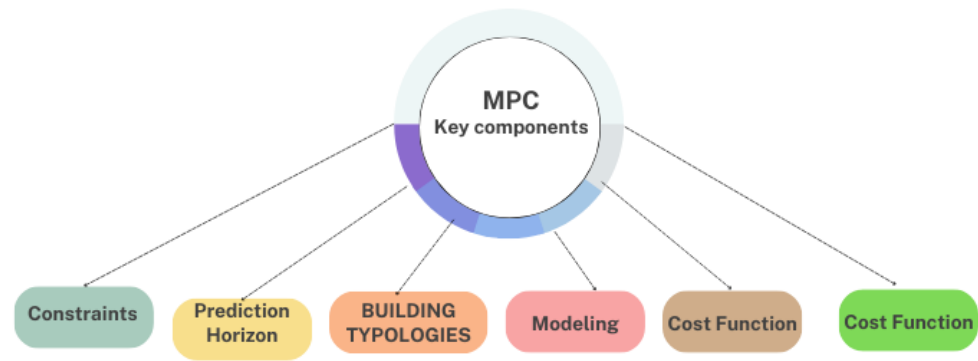 MPC
Key components
Constraints
Prediction
Horizon
BUILDING
TYPOLOGIES
Modeling
Cost Function
Cost Function